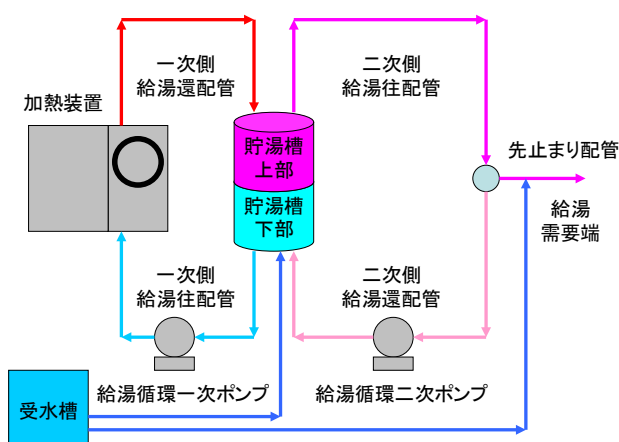 一次側
給湯還配管
二次側
給湯往配管
加熱装置
貯湯槽
上部
貯湯槽
下部
先止まり配管
給湯
需要端
一次側
給湯往配管
二次側
給湯還配管
給湯循環一次ポンプ
給湯循環二次ポンプ
受水槽